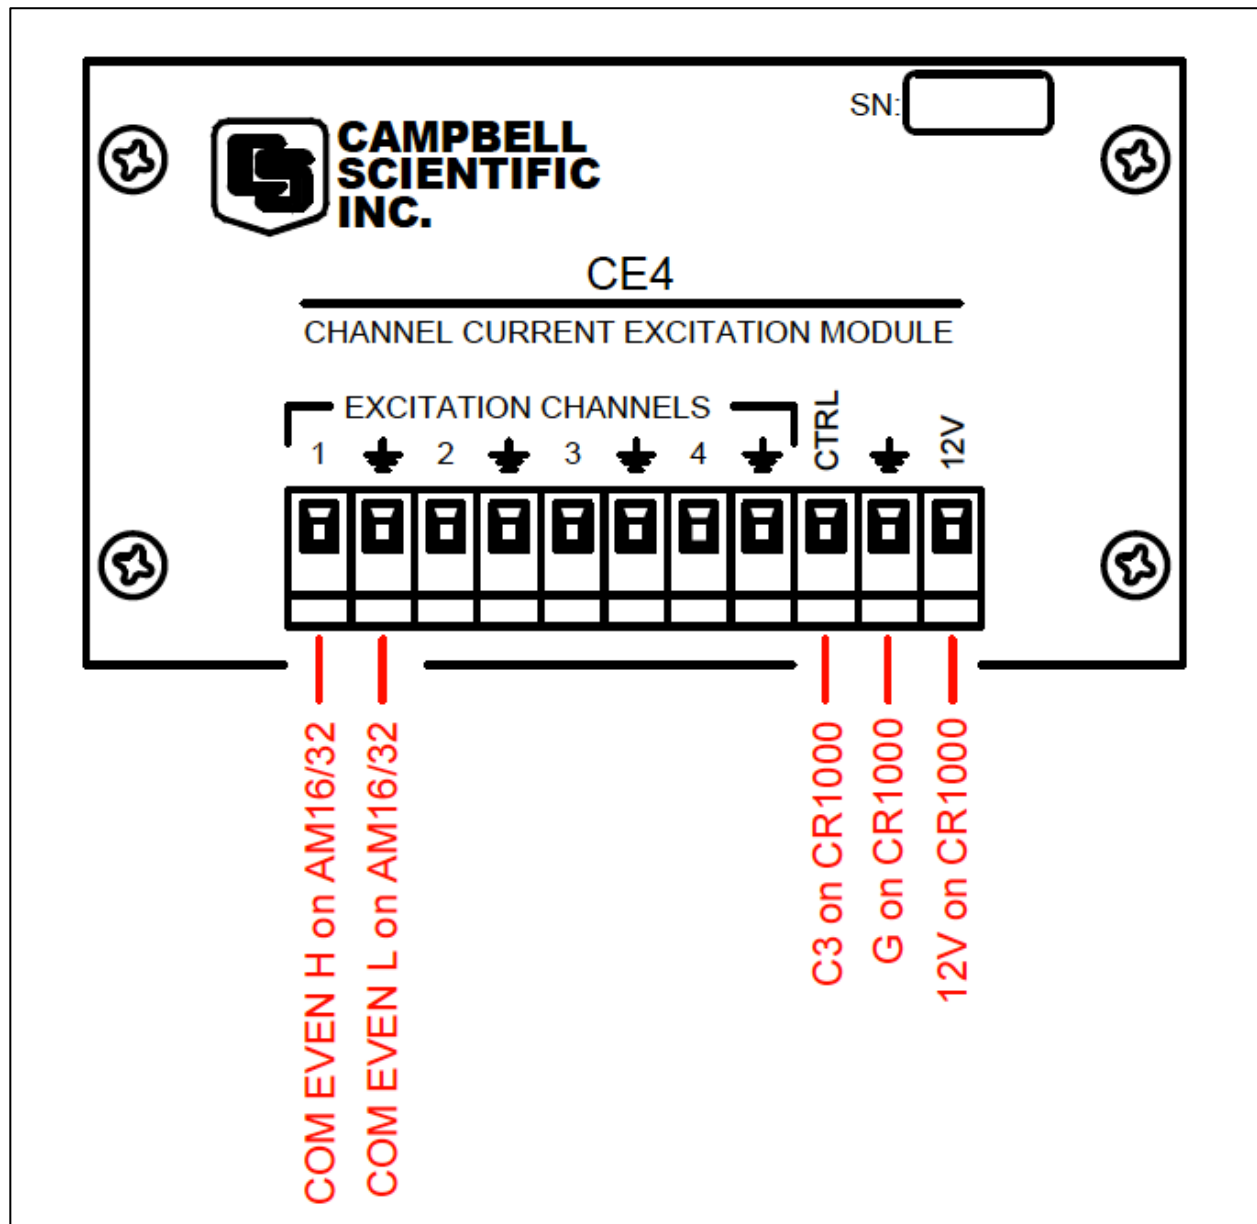 SN:
CS
CAMPBELL
SCIENTIFIC
INC.
CE4
CHANNEL CURRENT EXCITATION MODULE
EXCITATION CHANNELS
1 2 3 4 CTRL 12V
COM EVEN H on AM16/32
COM EVEN L on AM16/32
C3 on CR1000
G on CR1000
12V on CR1000